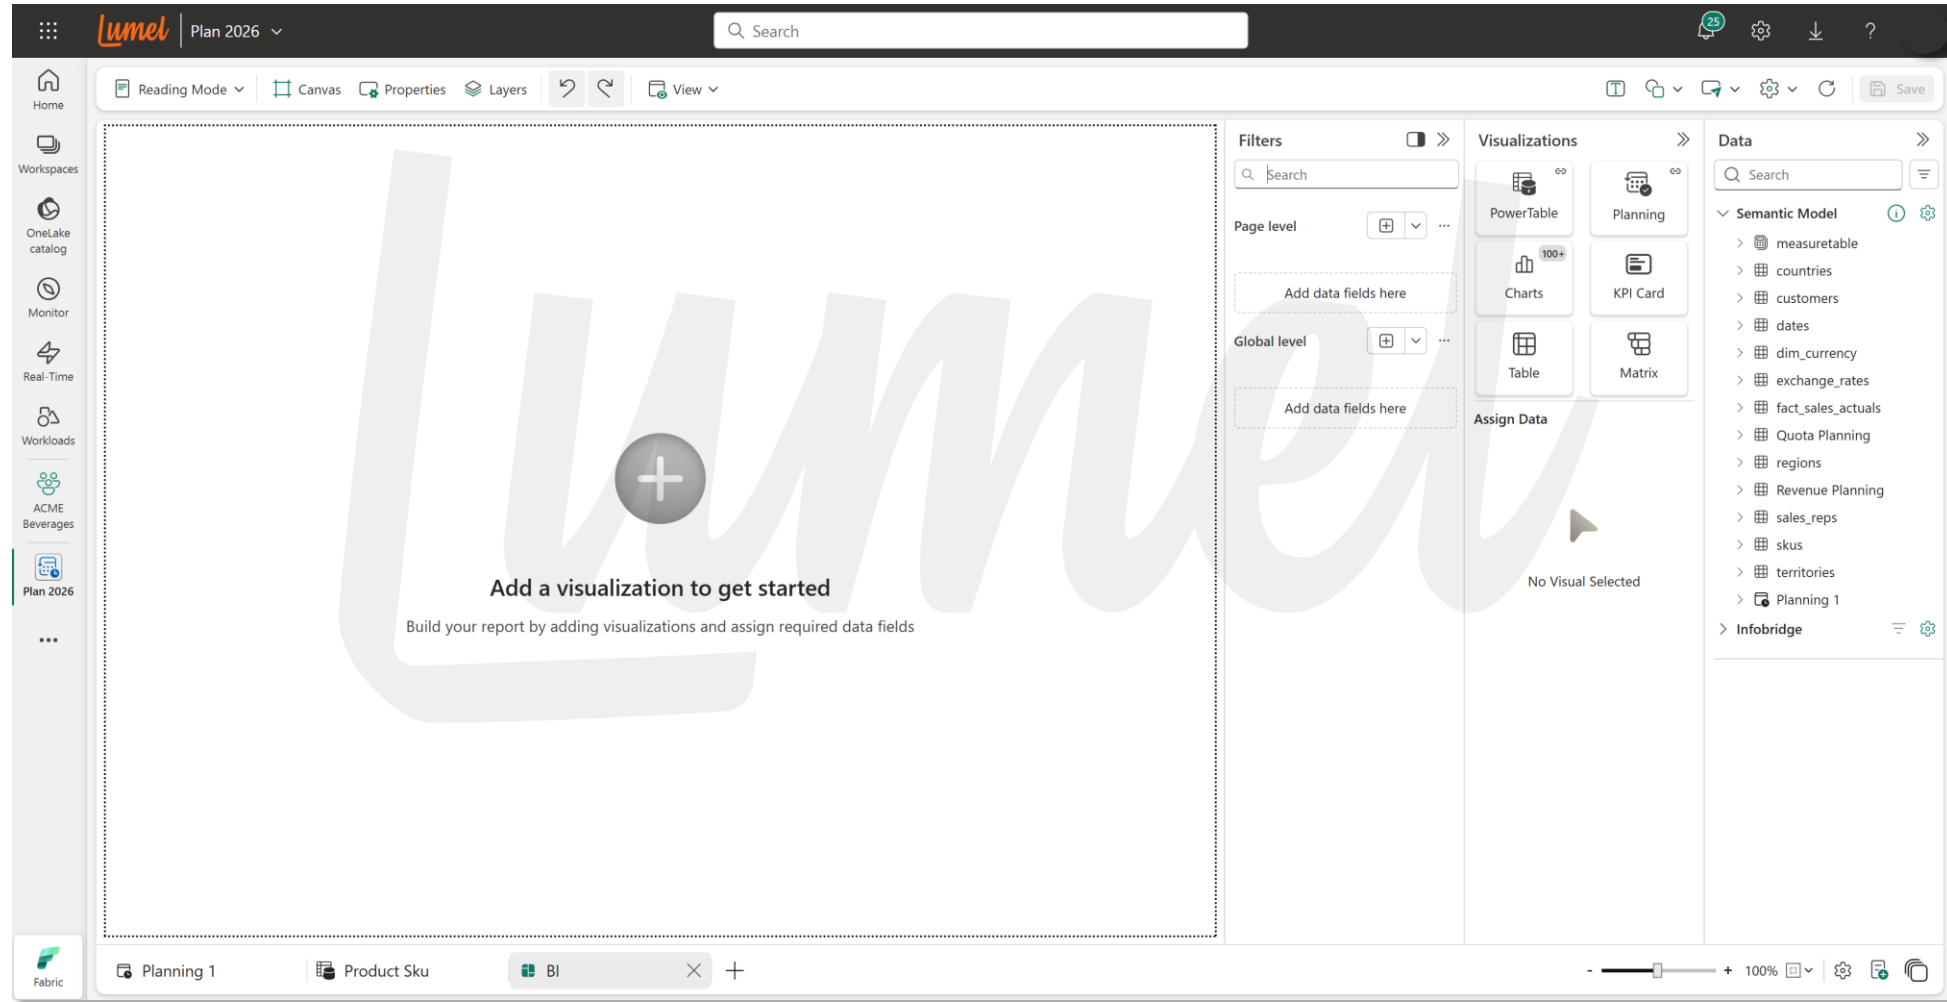 Lumel
Plan 2026
Search
25
?
Home
Workspaces
OneLake
catalog
Monitor
Real-Time
Workloads
ACME
Beverages
Plan 2026
Fabric
Reading Mode
Canvas
Properties
Layers
View
T
Save
Lumel
Add a visualization to get started
Build your report by adding visualizations and assign required data fields
Filters
Search
Page level
Add data fields here
Global level
Add data fields here
Visualizations
PowerTable
Planning
100+
Charts
KPI Card
Table
Matrix
Assign Data
No Visual Selected
Data
Search
Semantic Model
measuretable
countries
customers
dates
dim_currency
exchange_rates
fact_sales_actuals
Quota Planning
regions
Revenue Planning
sales_reps
skus
territories
Planning 1
Infobridge
Planning 1
Product Sku
BI
- + 100%